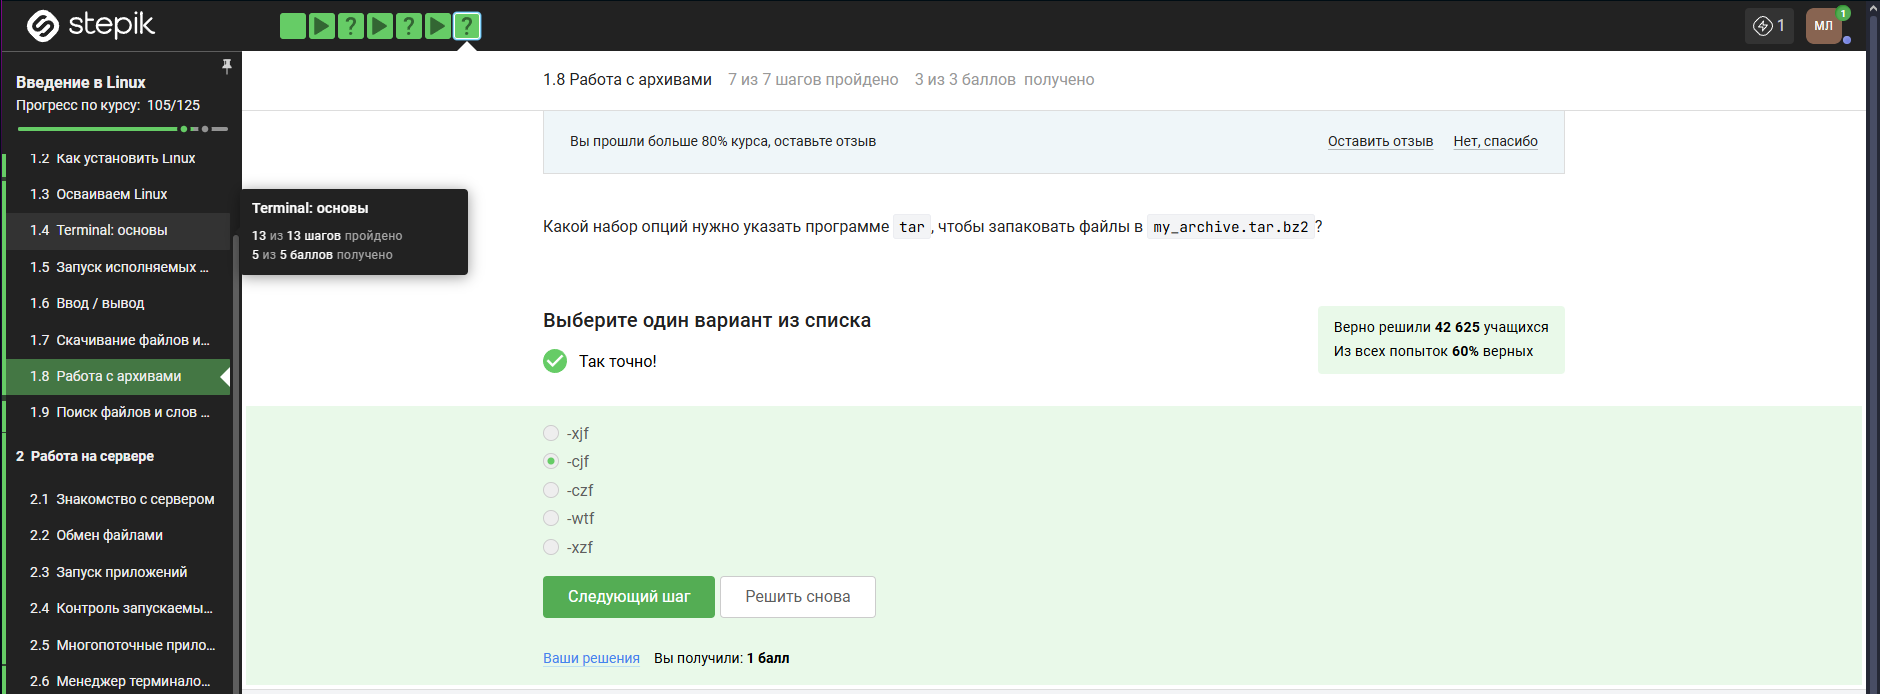 stepik
? ? ?
1
МЛ
1
Введение в Linux
Прогресс по курсу: 105/125
1.2 Как установить Linux
1.3 Осваиваем Linux
1.4 Terminal: основы
1.5 Запуск исполняемых ...
1.6 Ввод / вывод
1.7 Скачивание файлов и...
1.8 Работа с архивами
1.9 Поиск файлов и слов ...
2 Работа на сервере
2.1 Знакомство с сервером
2.2 Обмен файлами
2.3 Запуск приложений
2.4 Контроль запускаемы...
2.5 Многопоточные прило...
2.6 Менеджер терминало...
Terminal: основы
13 из 13 шагов пройдено
5 из 5 баллов получено
1.8 Работа с архивами 7 из 7 шагов пройдено 3 из 3 баллов получено
Вы прошли больше 80% курса, оставьте отзыв Оставить отзыв Нет, спасибо
Какой набор опций нужно указать программе tar, чтобы запаковать файлы в my_archive.tar.bz2?
Выберите один вариант из списка
Так точно!
Верно решили 42 625 учащихся
Из всех попыток 60% верных
-xjf
-cjf
-czf
-wtf
-xzf
Следующий шаг Решить снова
Ваши решения Вы получили: 1 балл